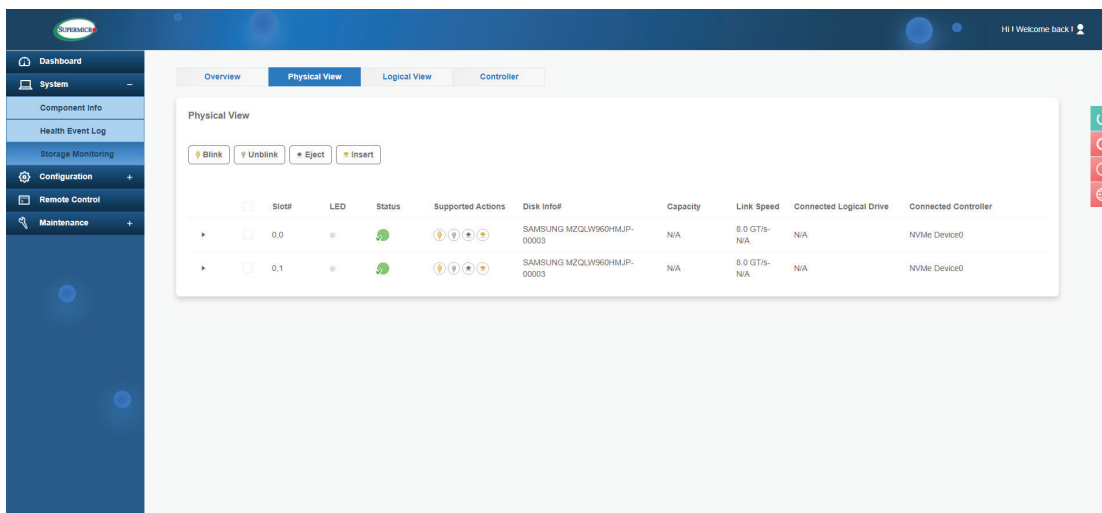 SUPERMICR
Hi ! Welcome back !
Dashboard
System −
Component Info
Health Event Log
Storage Monitoring
Configuration +
Remote Control
Maintenance +
Overview Physical View Logical View Controller
Physical View
Blink Unblink Eject Insert
Slot# LED Status Supported Actions Disk Info# Capacity Link Speed Connected Logical Drive Connected Controller
0,0 SAMSUNG MZQLW960HMJP- N/A 8.0 GT/s- N/A NVMe Device0
00003 N/A
0,1 SAMSUNG MZQLW960HMJP- N/A 8.0 GT/s- N/A NVMe Device0
00003 N/A